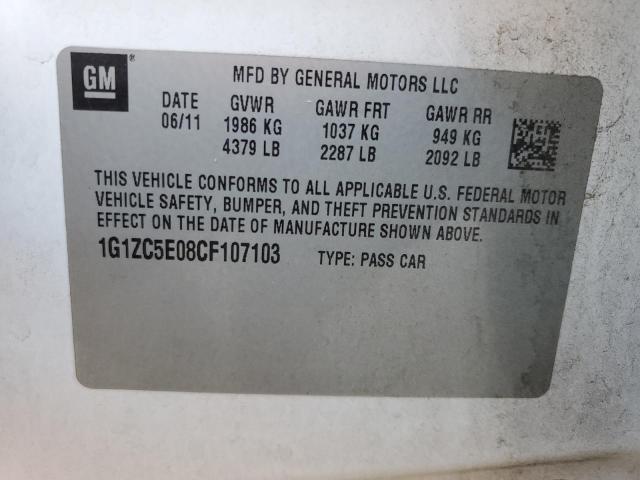 GM ®
MFD BY GENERAL MOTORS LLC
DATE GVWR GAWR FRT GAWR RR
06/11 1986 KG 1037 KG 949 KG
4379 LB 2287 LB 2092 LB
THIS VEHICLE CONFORMS TO ALL APPLICABLE U.S. FEDERAL MOTOR
VEHICLE SAFETY, BUMPER, AND THEFT PREVENTION STANDARDS IN
EFFECT ON THE DATE OF MANUFACTURE SHOWN ABOVE.
1G1ZC5E08CF107103 TYPE: PASS CAR